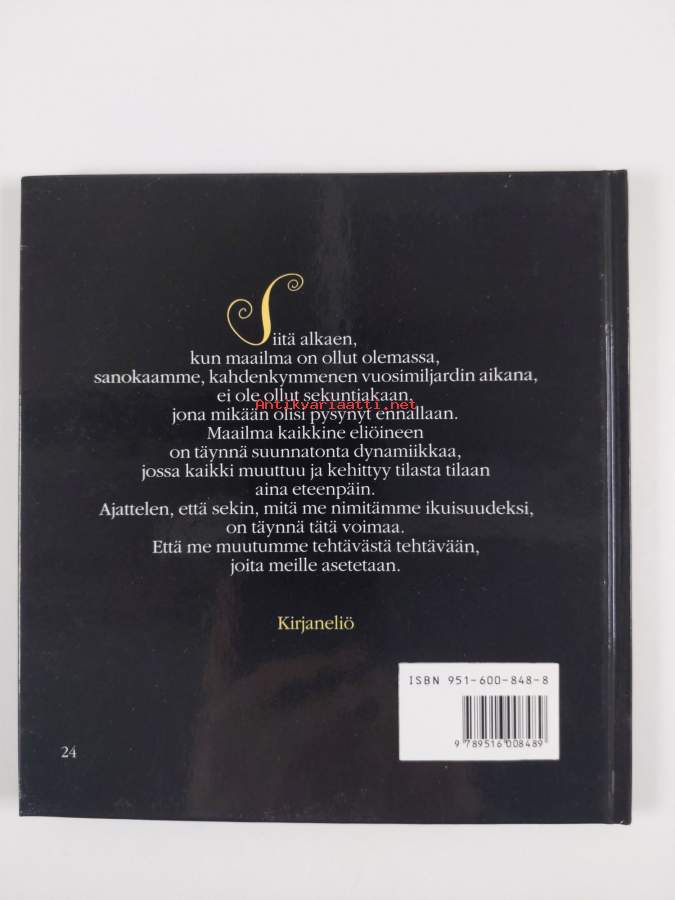 Siitä alkaen,
kun maailma on ollut olemassa,
sanokaamme, kahdenkymmenen vuosimiljardin aikana,
ei ole ollut sekuntiakaan,
Antikvariaatti.net
jona mikään olisi pysynyt ennallaan.
Maailma kaikkine eliöineen
on täynnä suunnatonta dynamiikkaa,
jossa kaikki muuttuu ja kehittyy tilasta tilaan
aina eteenpäin.
Ajattelen, että sekin, mitä me nimitämme ikuisuudeksi,
on täynnä tätä voimaa.
Että me muutumme tehtävästä tehtävään,
joita meille asetetaan.
Kirjaneliö
ISBN 951-600-848-8
9 789516 008489
24